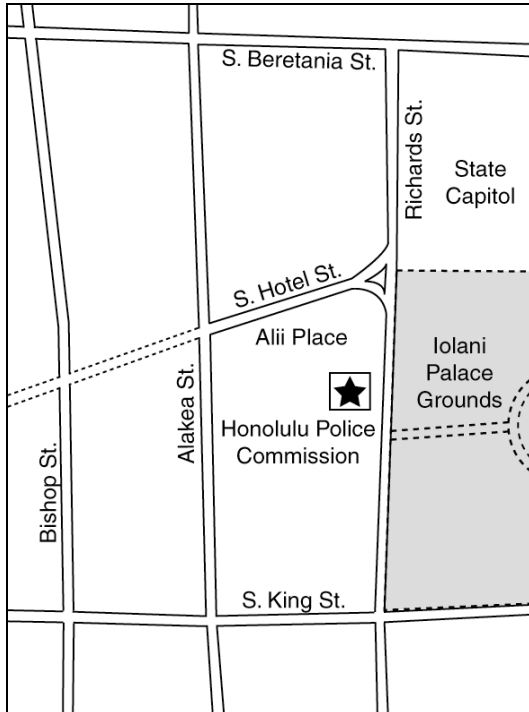 S. Beretania St.
Richards St.
State
Capitol
S. Hotel St.
Alii Place
Iolani
Palace
Grounds
Alakea St.
Honolulu Police
Commission
Bishop St.
S. King St.